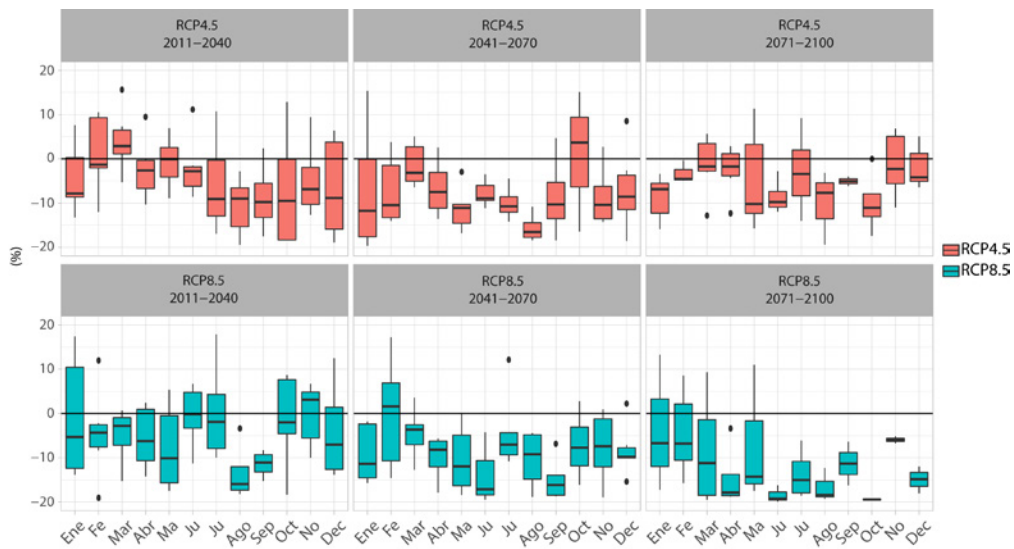 RCP4.5
2011−2040
RCP4.5
2041−2070
RCP4.5
2071−2100
20
10
0
−10
−20
(%)
RCP4.5
RCP8.5
RCP8.5
2011−2040
RCP8.5
2041−2070
RCP8.5
2071−2100
20
10
0
−10
−20
Ene Fe Mar Abr Ma Ju Ju Ago Sep Oct No Dec
Ene Fe Mar Abr Ma Ju Ju Ago Sep Oct No Dec
Ene Fe Mar Abr Ma Ju Ju Ago Sep Oct No Dec